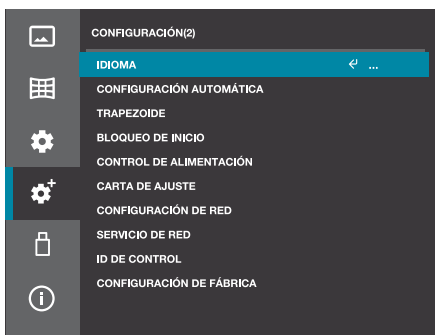 CONFIGURACIÓN(2)
IDIOMA ...
CONFIGURACIÓN AUTOMÁTICA
TRAPEZOIDE
BLOQUEO DE INICIO
CONTROL DE ALIMENTACIÓN
CARTA DE AJUSTE
CONFIGURACIÓN DE RED
SERVICIO DE RED
ID DE CONTROL
CONFIGURACIÓN DE FÁBRICA